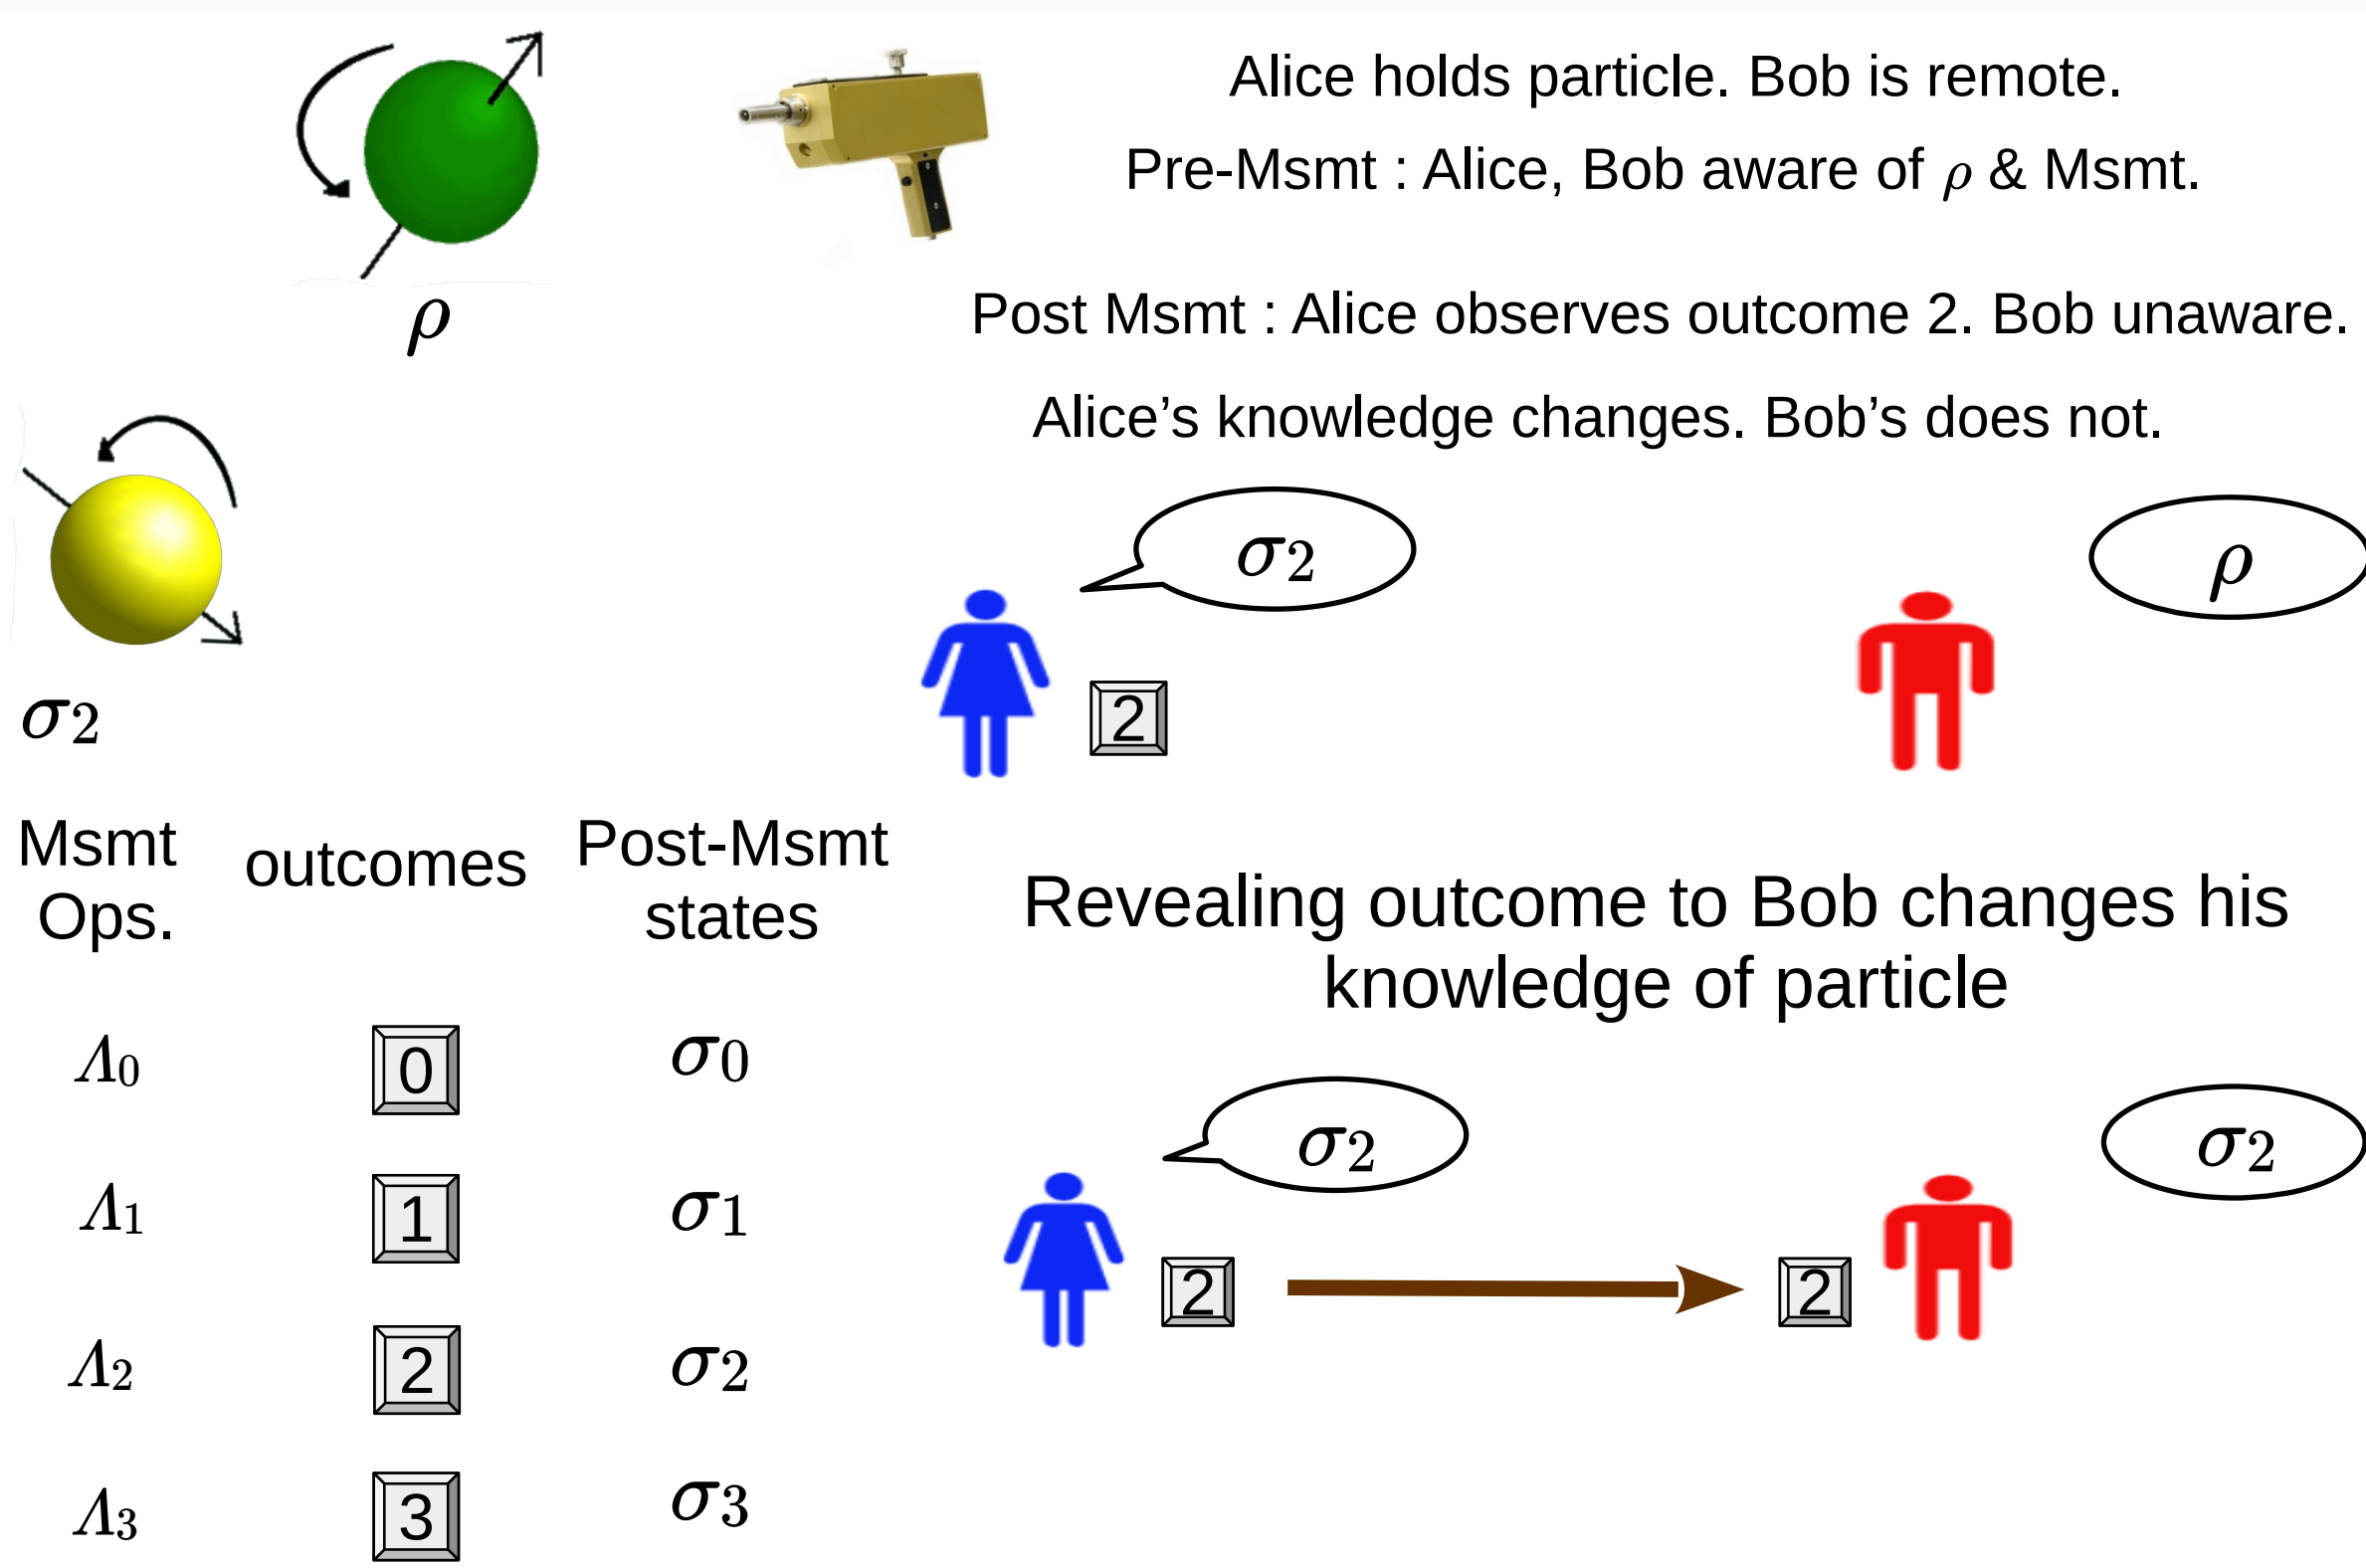 Alice holds particle. Bob is remote.
Pre-Msmt : Alice, Bob aware of ρ & Msmt.
ρ
Post Msmt : Alice observes outcome 2. Bob unaware.
Alice’s knowledge changes. Bob’s does not.
σ2
ρ
2
σ2
Msmt Ops.
outcomes
Post-Msmt states
Revealing outcome to Bob changes his
knowledge of particle
Λ0 0 σ0
Λ1 1 σ1
Λ2 2 σ2
Λ3 3 σ3
σ2
σ2
2
2